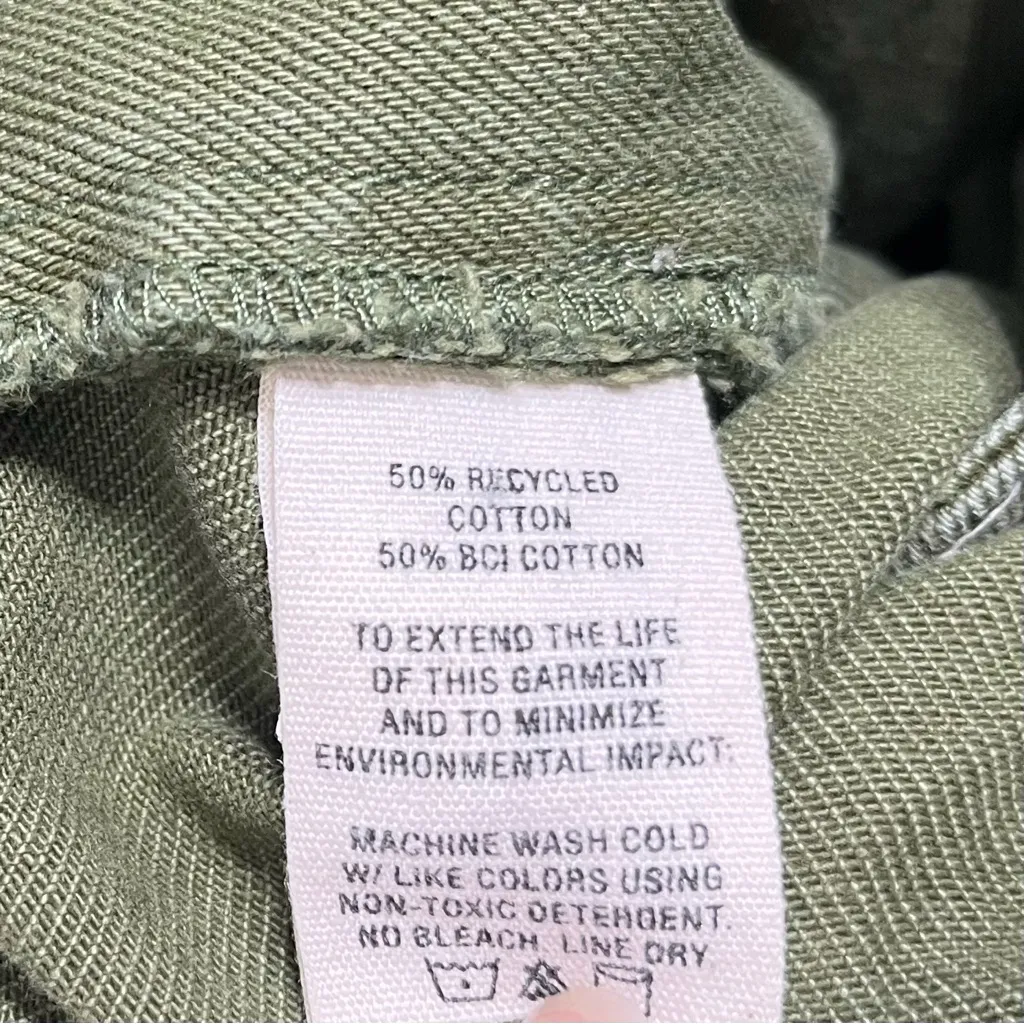 50% RECYCLED
COTTON
50% BCI COTTON
TO EXTEND THE LIFE
OF THIS GARMENT
AND TO MINIMIZE
ENVIRONMENTAL IMPACT:
MACHINE WASH COLD
W/ LIKE COLORS USING
NON-TOXIC DETERGENT.
NO BLEACH, LINE DRY